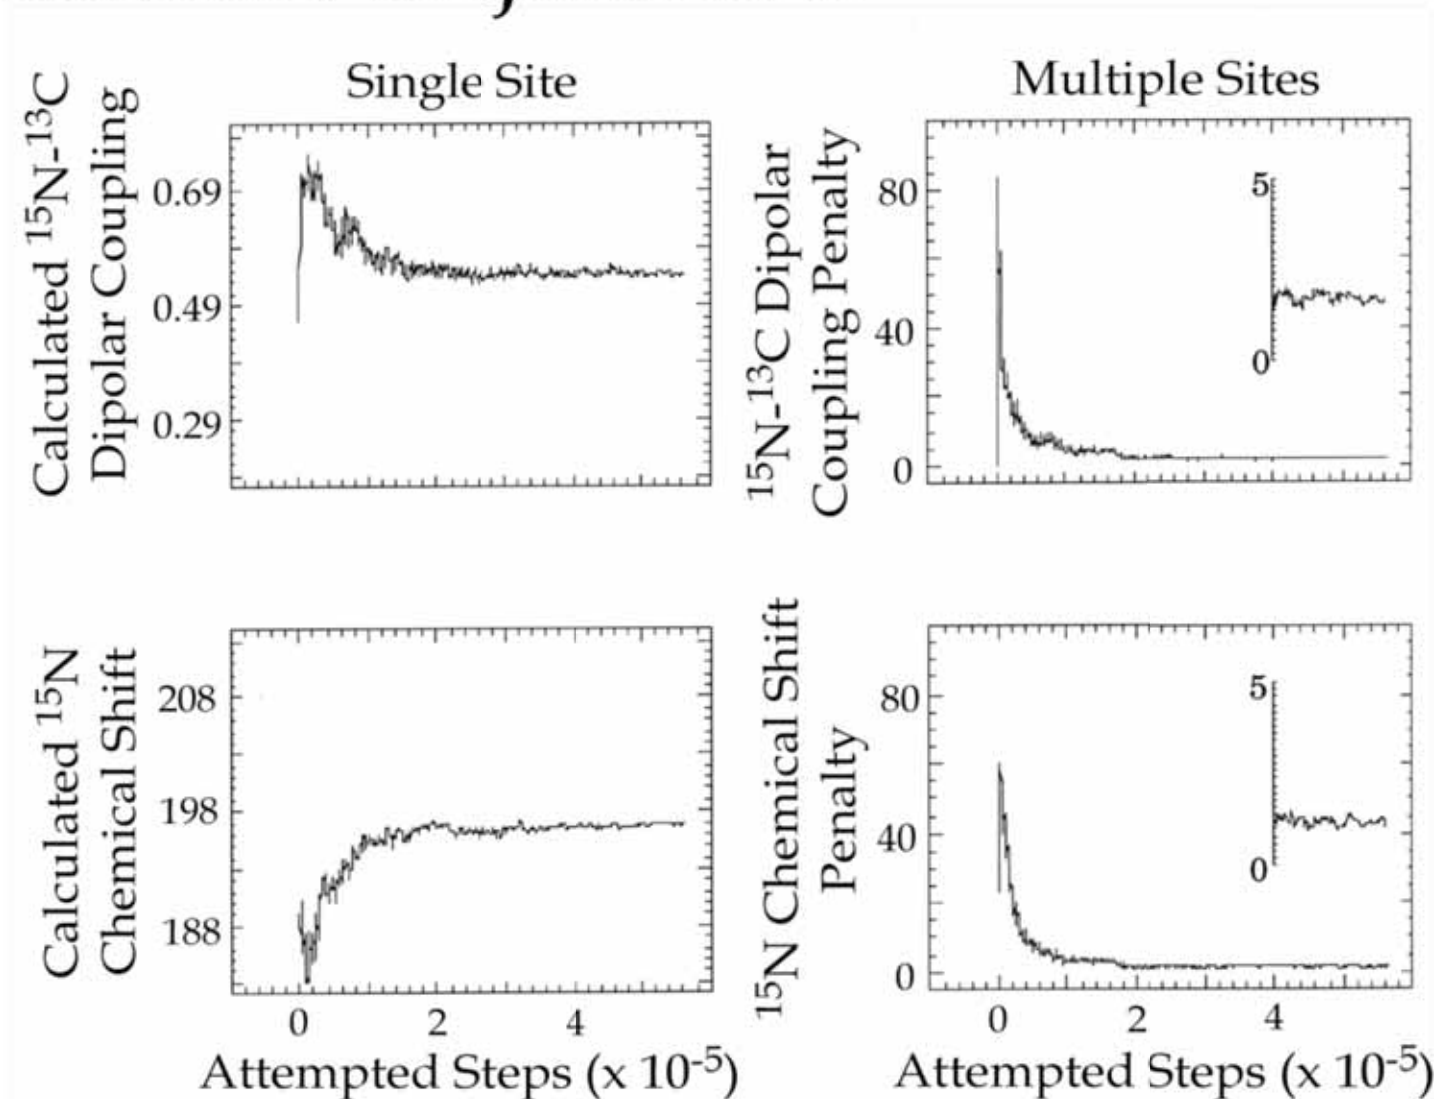 Single Site
Multiple Sites
Calculated ¹⁵N-¹³C
Dipolar Coupling
0.69
0.49
0.29
¹⁵N-¹³C Dipolar
Coupling Penalty
80
40
0
5
0
Calculated ¹⁵N
Chemical Shift
208
198
188
0 2 4
Attempted Steps (x 10⁻⁵)
¹⁵N Chemical Shift
Penalty
80
40
0
5
0
0 2 4
Attempted Steps (x 10⁻⁵)